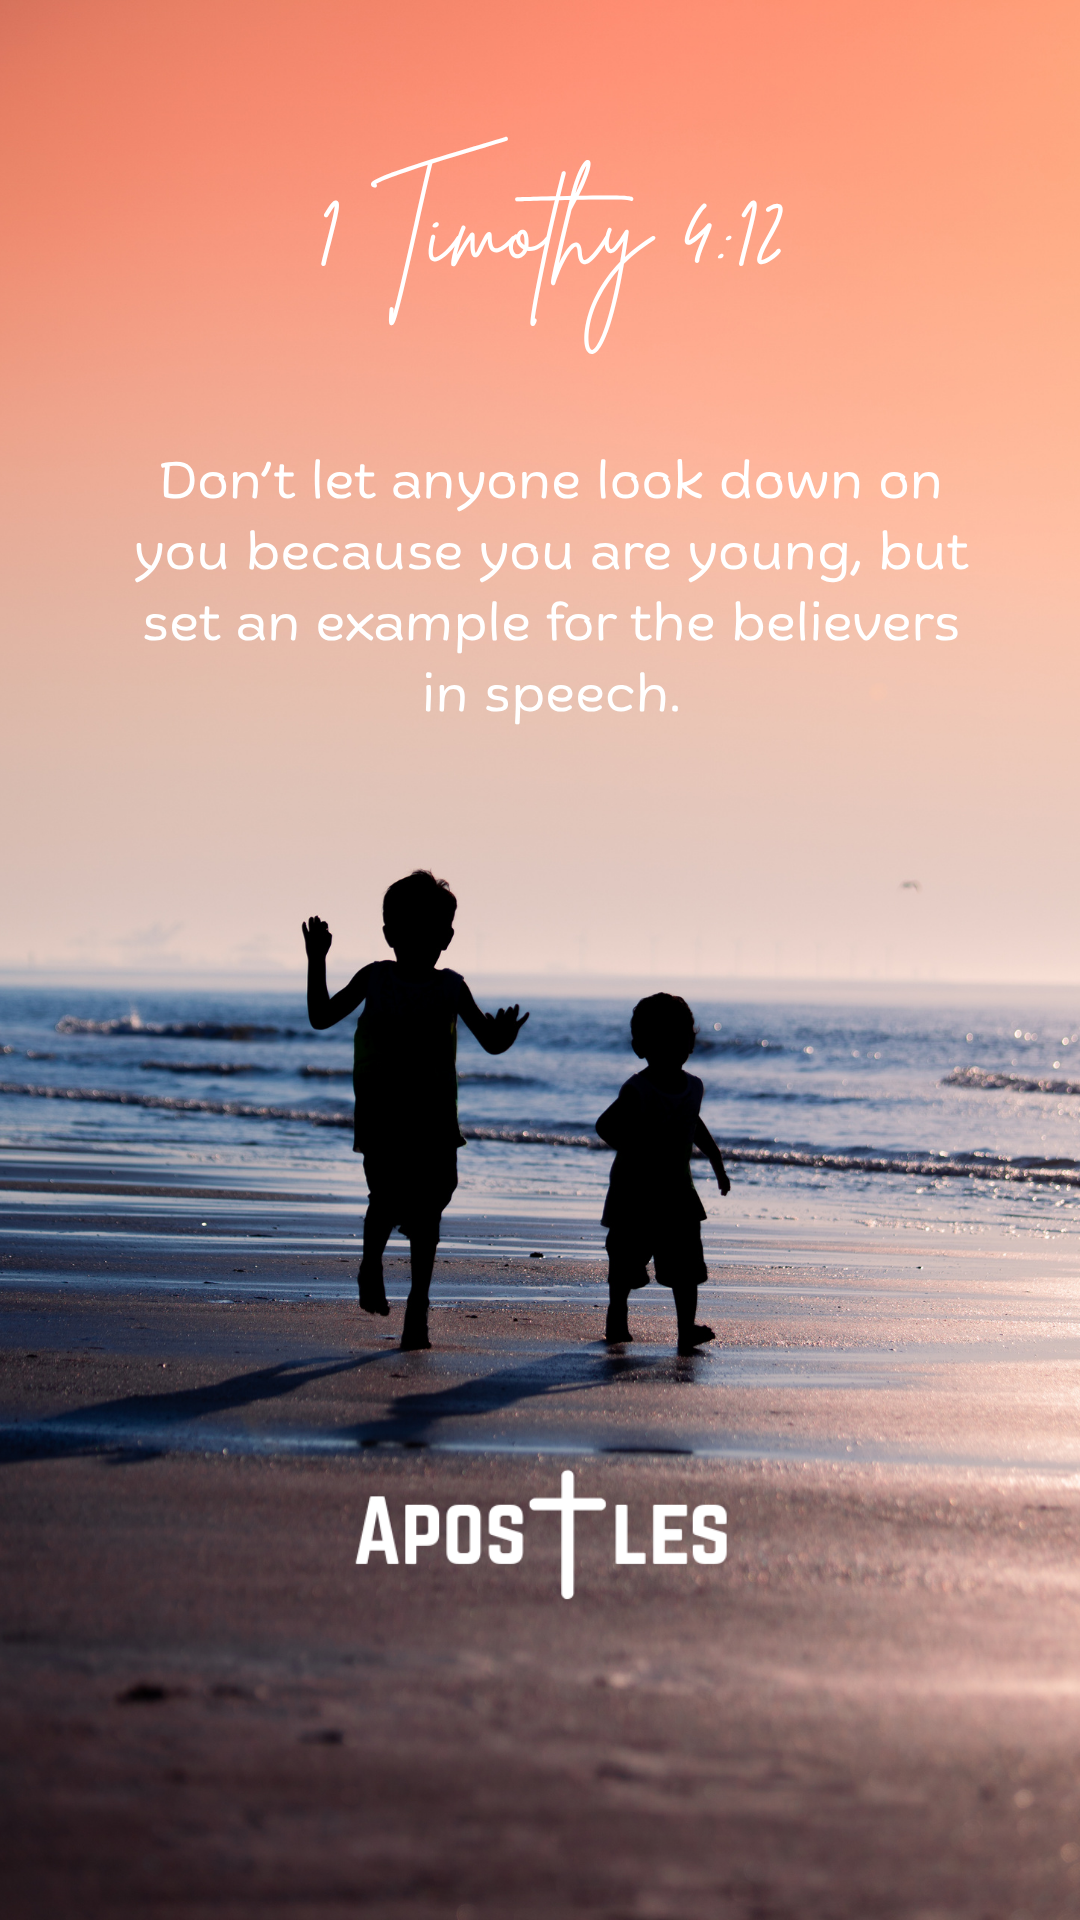 1 Timothy 4:12
Don't let anyone look down on
you because you are young, but
set an example for the believers
in speech.
APOSTLES